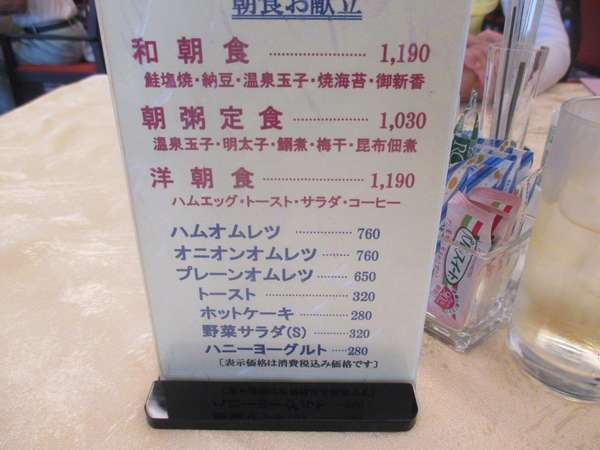 朝食お献立
和朝食 1,190
鮭塩焼・納豆・温泉玉子・焼海苔・御新香
朝粥定食 1,030
温泉玉子・明太子・鰯煮・梅干・昆布佃煮
洋朝食 1,190
ハムエッグ・トースト・サラダ・コーヒー
ハムオムレツ 760
オニオンオムレツ 760
プレーンオムレツ 650
トースト 320
ホットケーキ 280
野菜サラダ(S) 320
ハニーヨーグルト 280
〔表示価格は消費税込み価格です〕